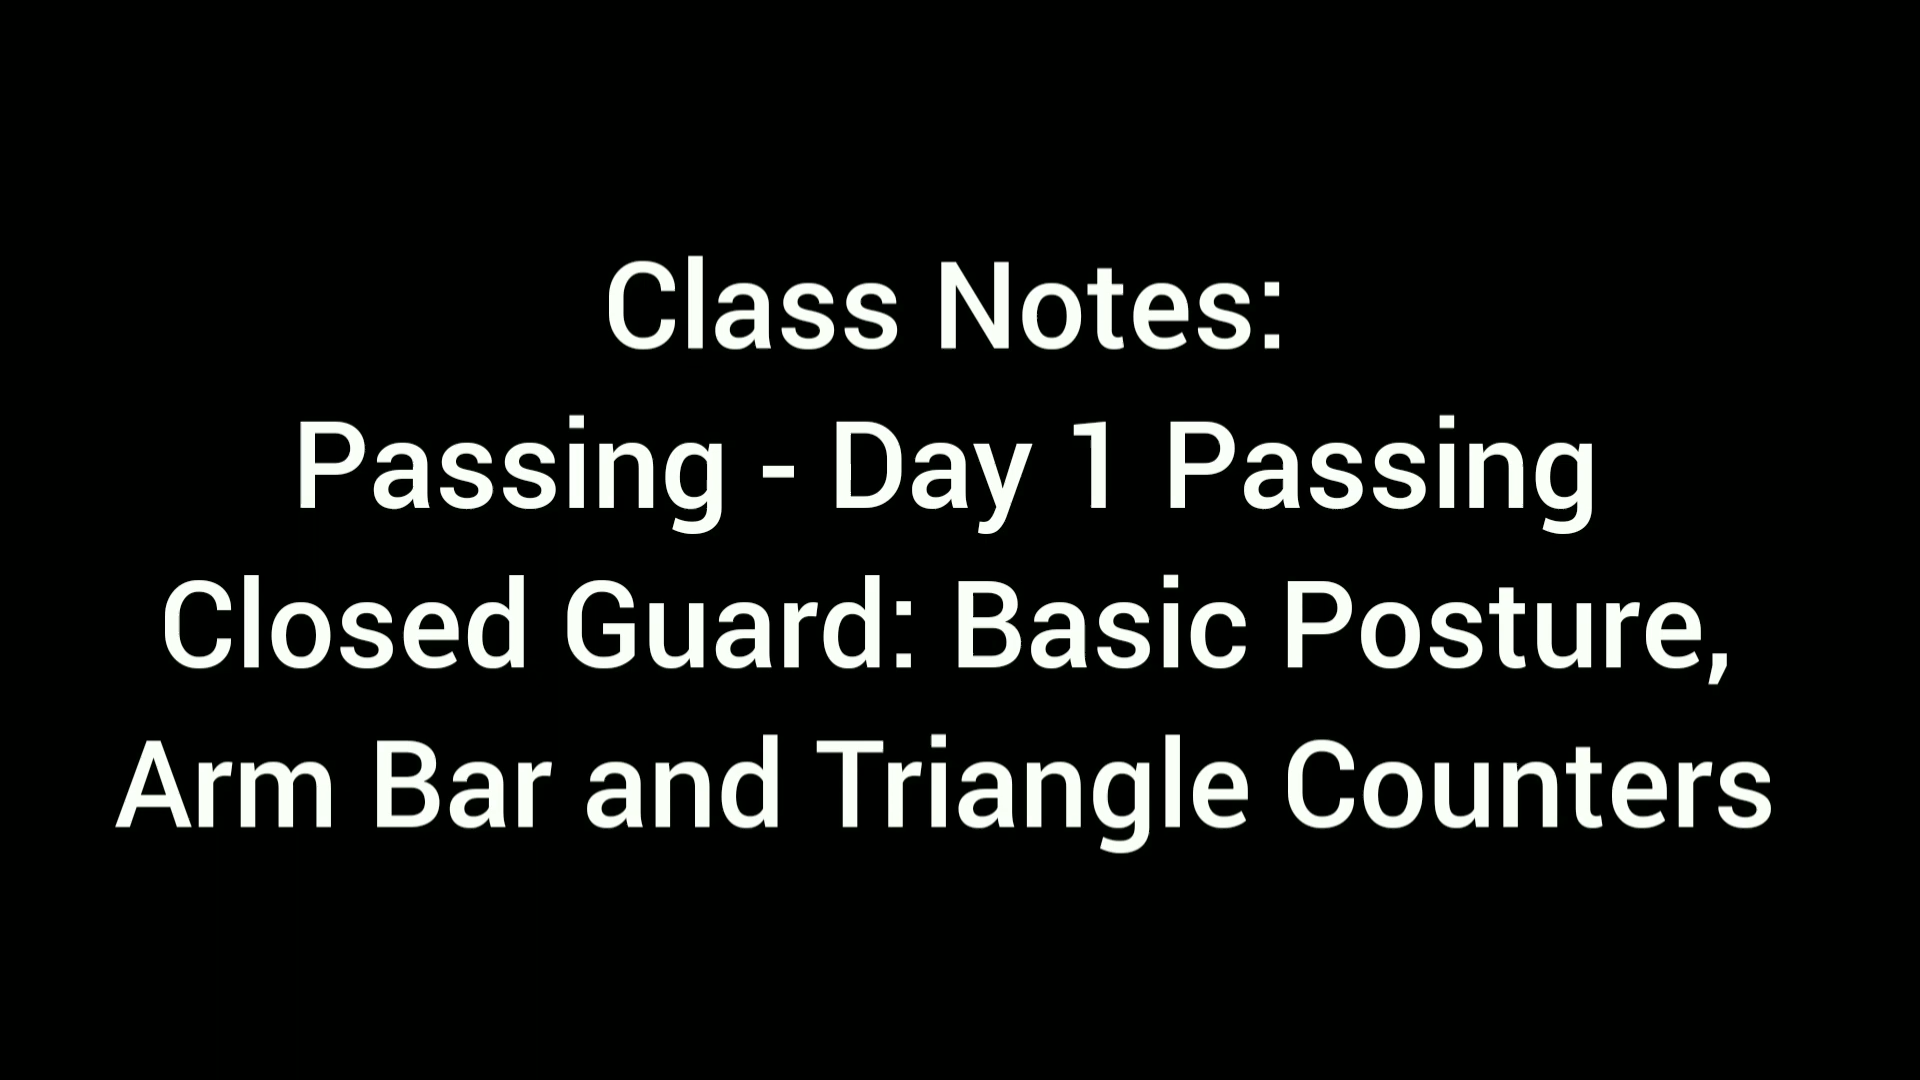 Class Notes:
Passing - Day 1 Passing
Closed Guard: Basic Posture,
Arm Bar and Triangle Counters